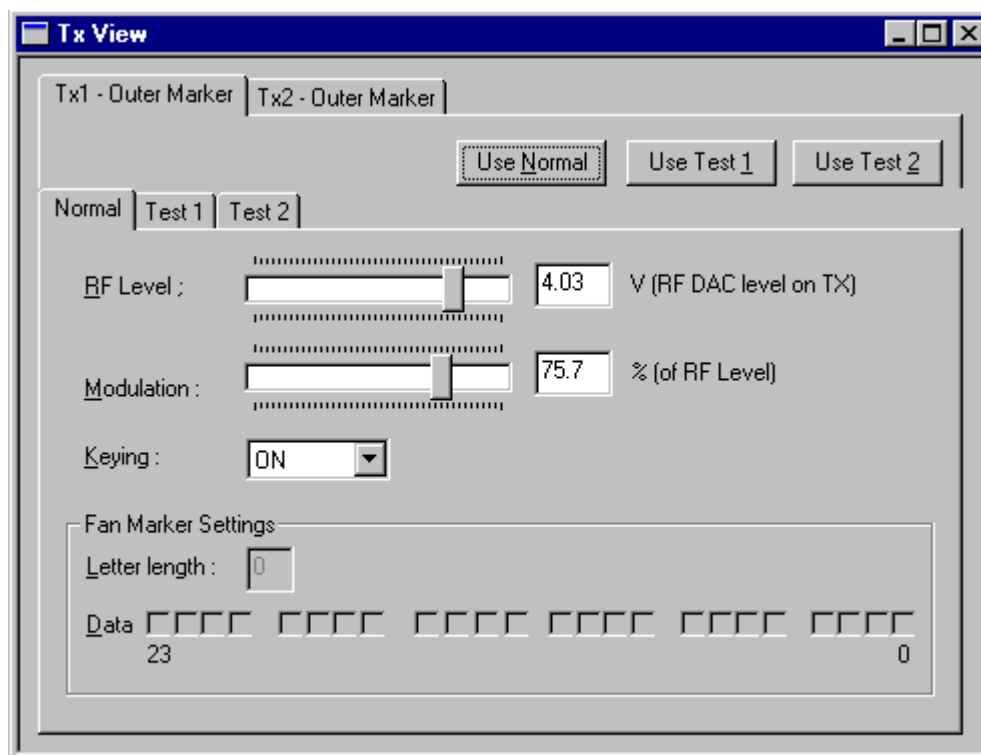 Tx View
Tx1 - Outer Marker Tx2 - Outer Marker
Use Normal Use Test 1 Use Test 2
Normal Test 1 Test 2
RF Level ; 4.03 V (RF DAC level on TX)
Modulation : 75.7 % (of RF Level)
Keying : ON
Fan Marker Settings
Letter length : 0
Data
23 0